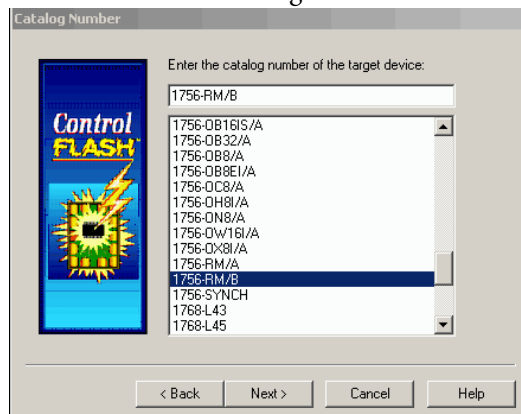 Catalog Number
Enter the catalog number of the target device:
1756-RM/B
Control
FLASH
1756-OB16IS/A
1756-OB32/A
1756-OB8/A
1756-OB8EI/A
1756-OC8/A
1756-OH8I/A
1756-ON8/A
1756-OW16I/A
1756-OX8I/A
1756-RM/A
1756-RM/B
1756-SYNCH
1768-L43
1768-L45
< Back
Next >
Cancel
Help